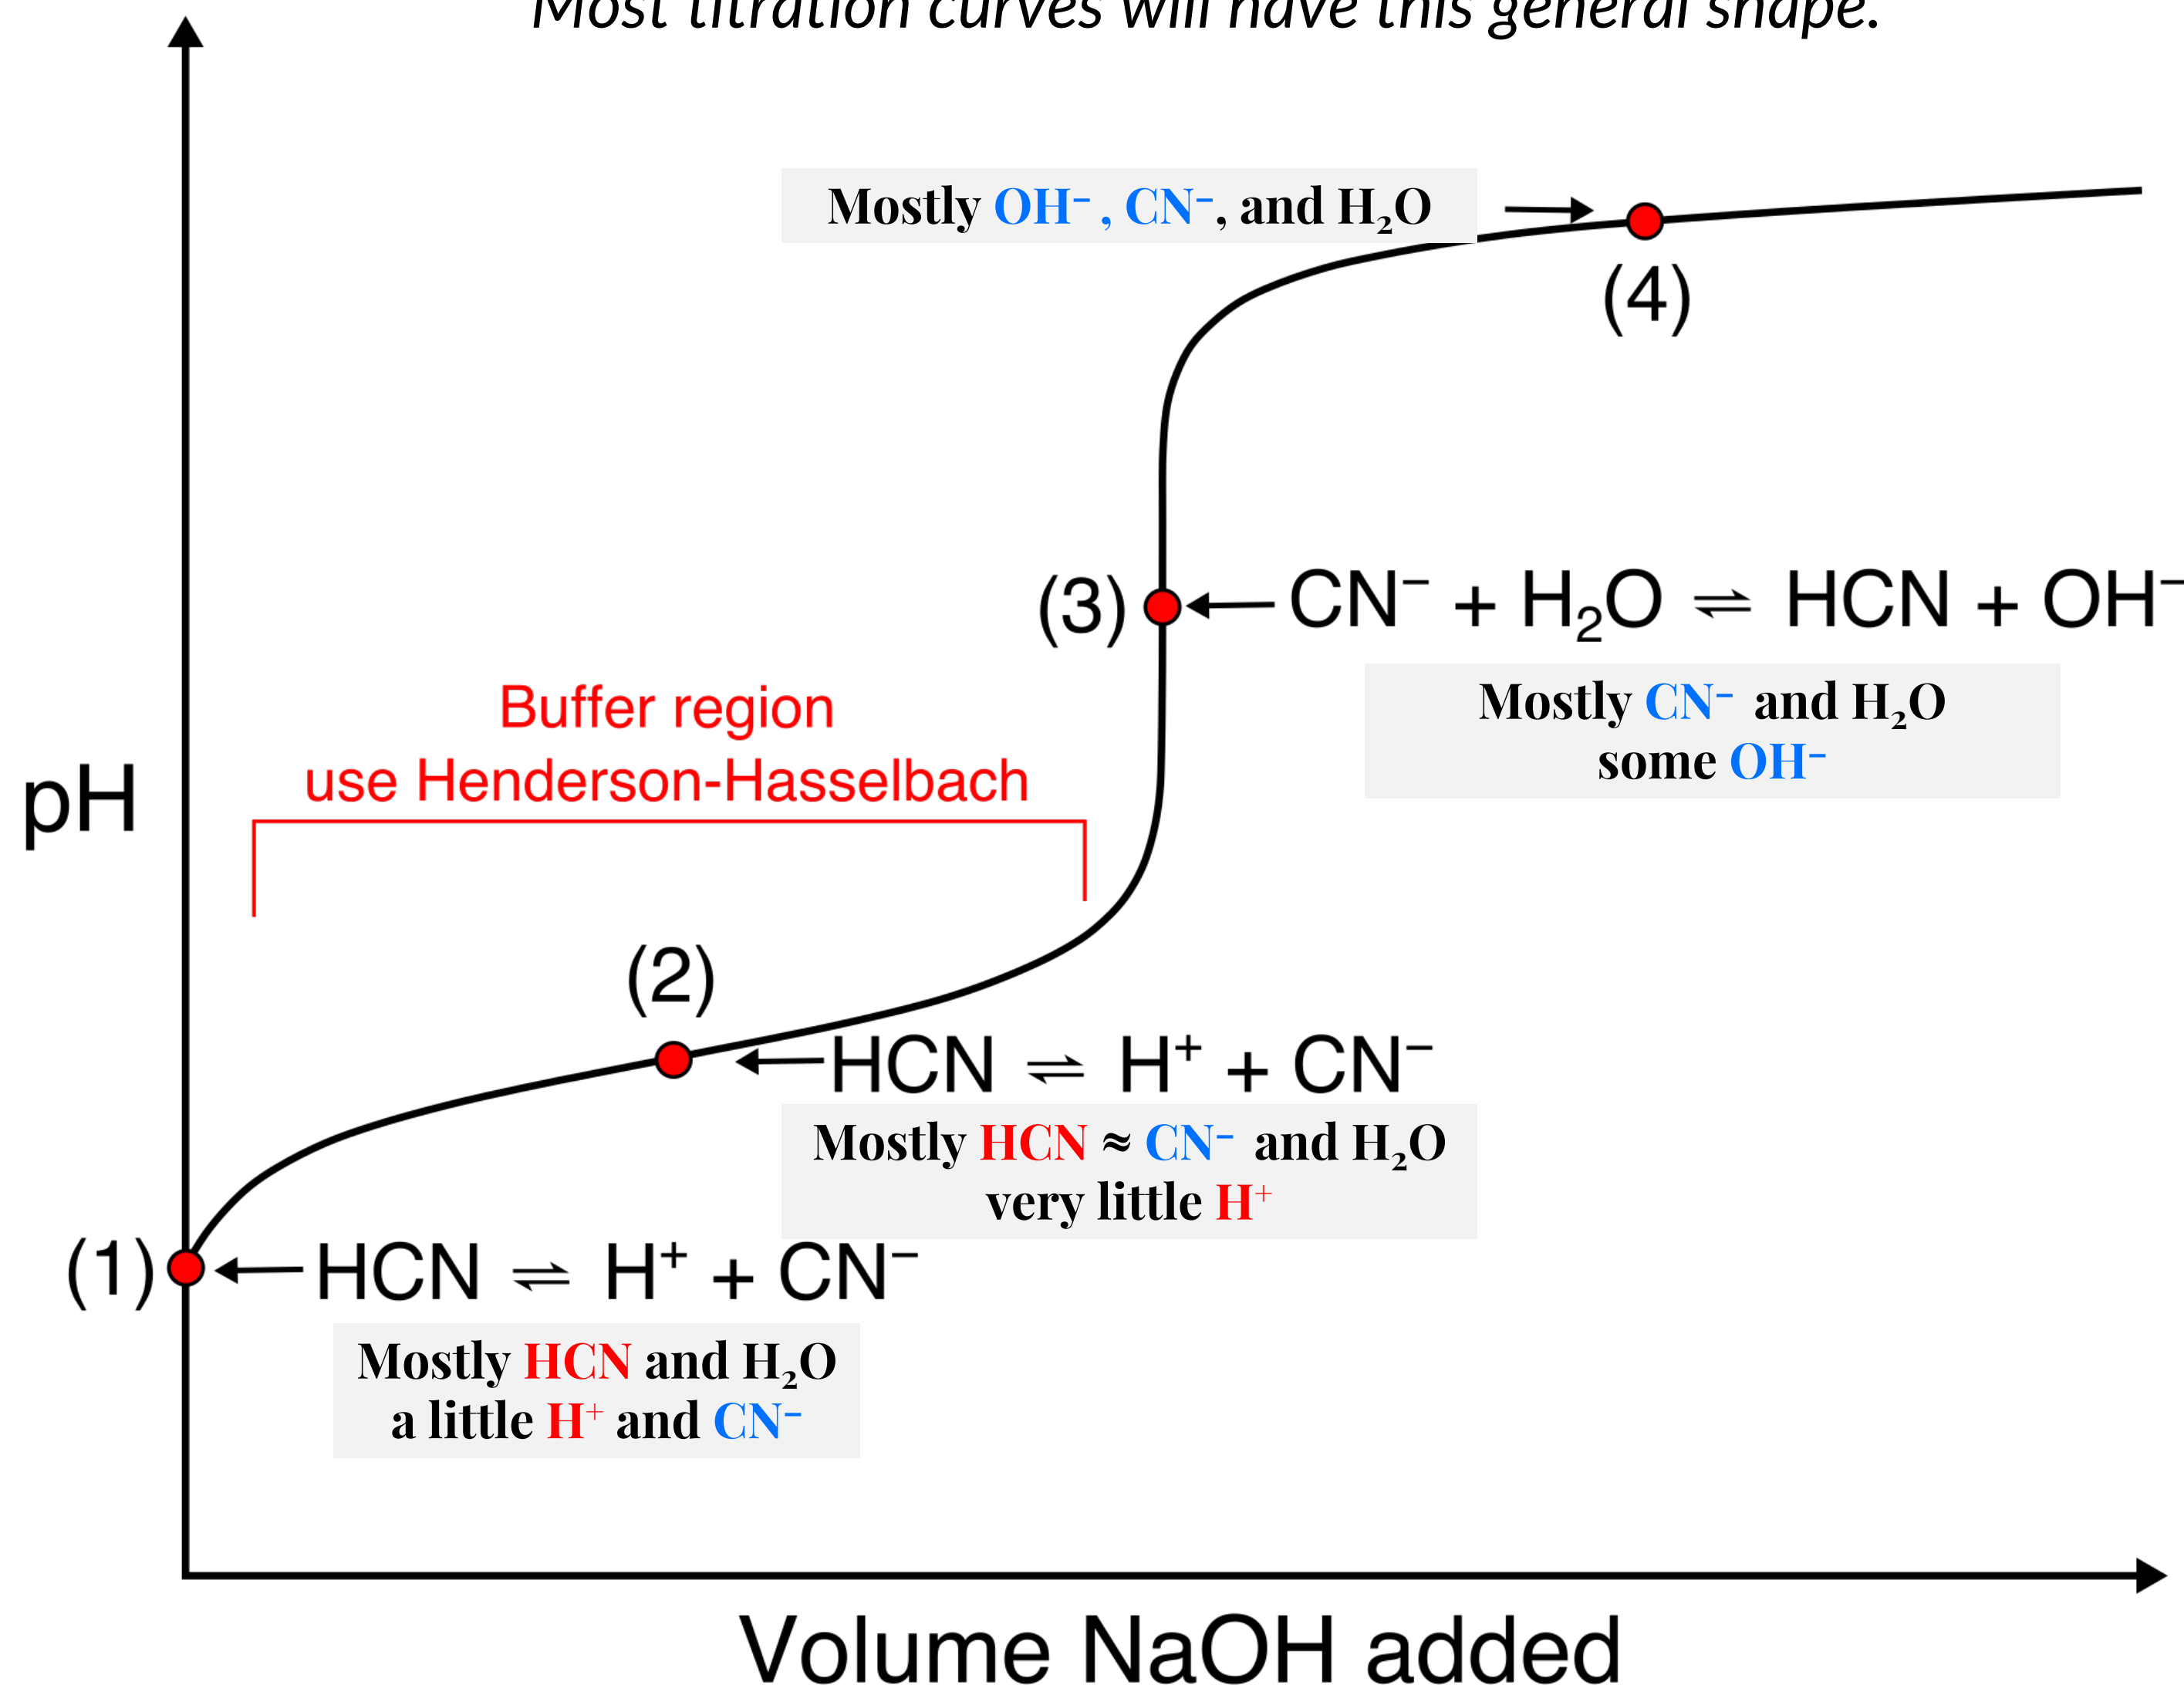 Most titration curves will have this general shape.
Mostly OH⁻, CN⁻, and H₂O
(4)
(3)
CN⁻ + H₂O ⇌ HCN + OH⁻
Mostly CN⁻ and H₂O
some OH⁻
Buffer region
use Henderson-Hasselbach
pH
(2)
HCN ⇌ H⁺ + CN⁻
Mostly HCN ≈ CN⁻ and H₂O
very little H⁺
(1)
HCN ⇌ H⁺ + CN⁻
Mostly HCN and H₂O
a little H⁺ and CN⁻
Volume NaOH added